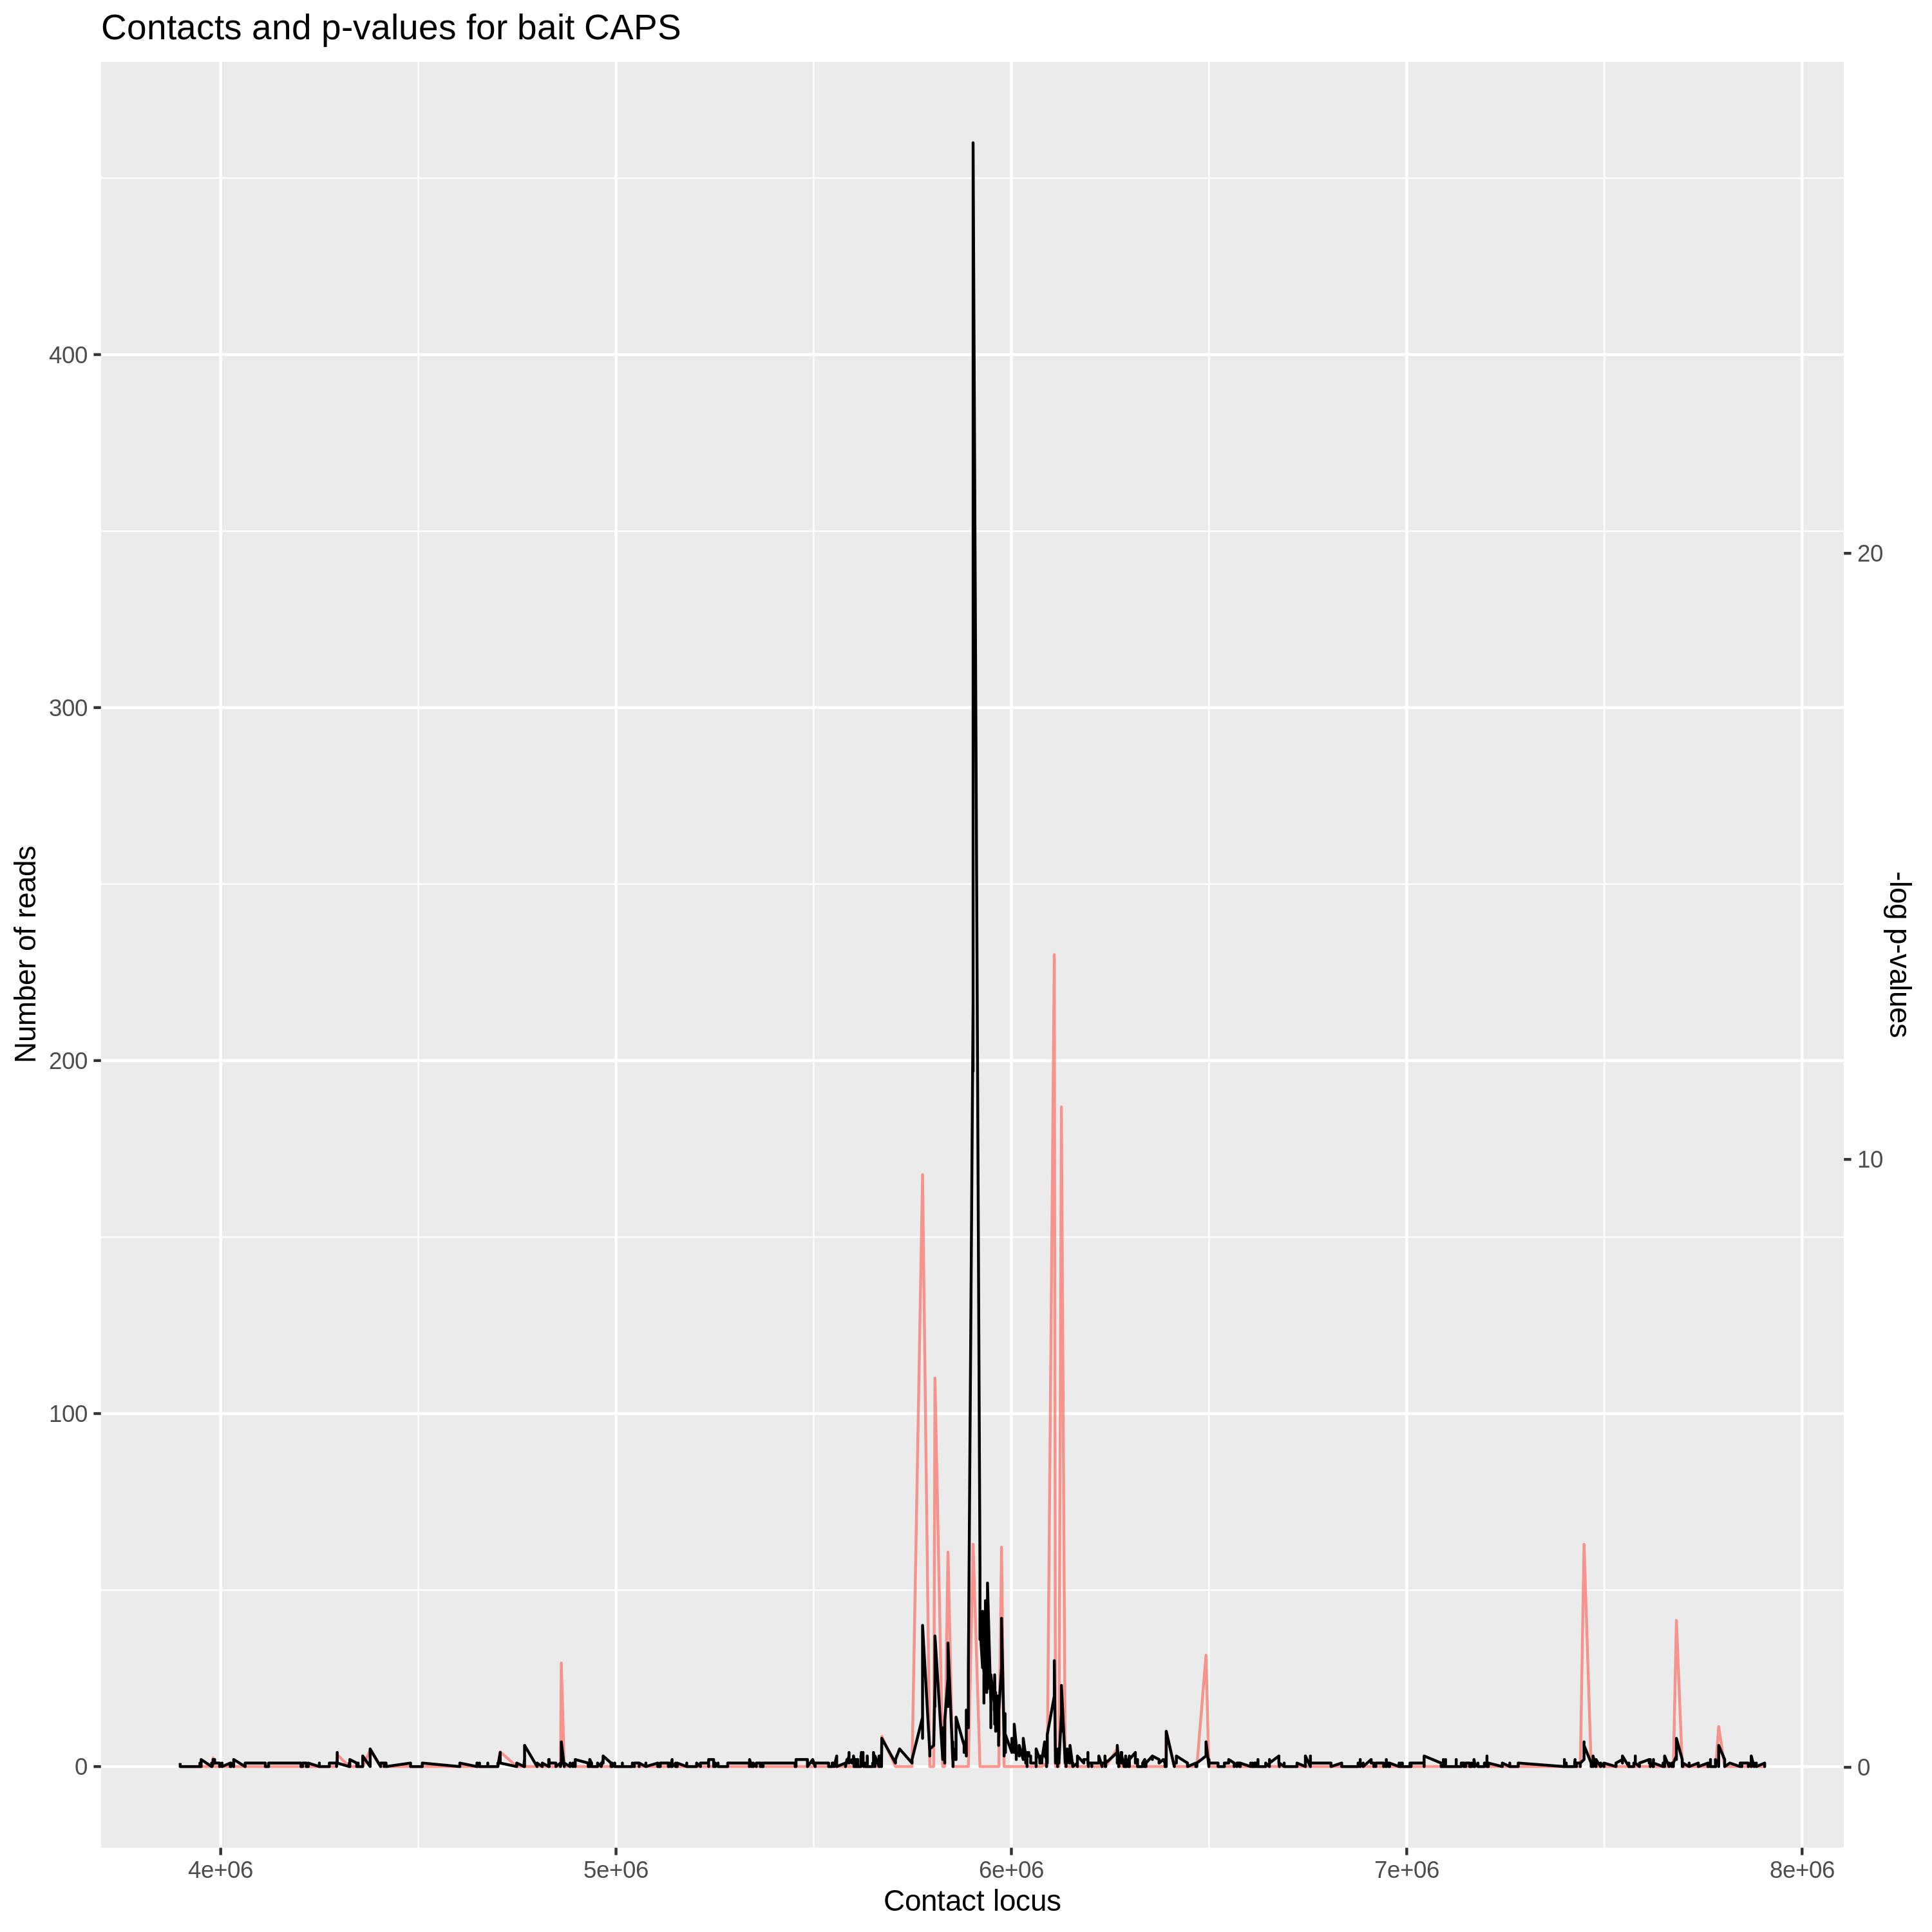 Contacts and p-values for bait CAPS
Number of reads
400
300
200
100
0
20
10
0
-log p-values
4e+06
5e+06
6e+06
7e+06
8e+06
Contact locus